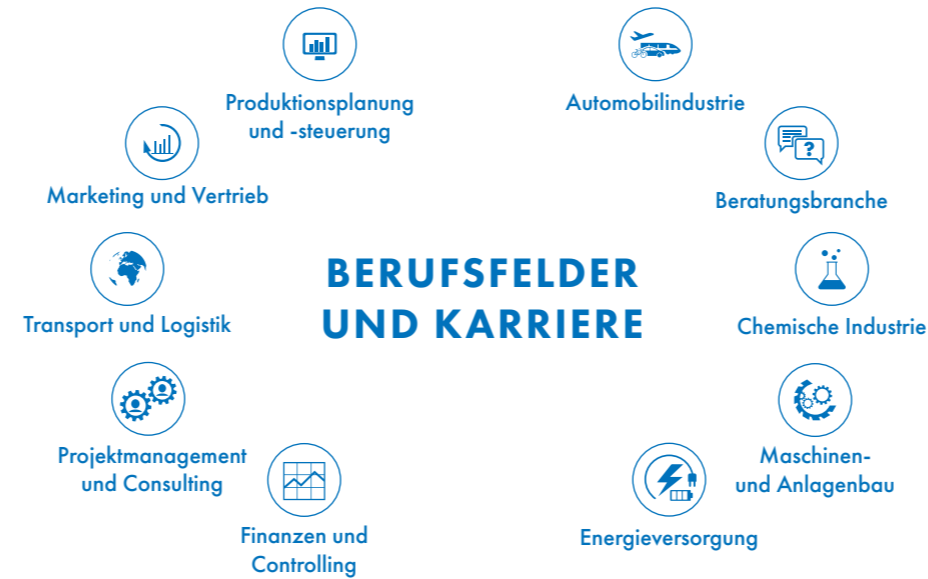 Produktionsplanung
und -steuerung
Automobilindustrie
Marketing und Vertrieb
Beratungsbranche
?
BERUFSFELDER
UND KARRIERE
Transport und Logistik
Chemische Industrie
Projektmanagement
und Consulting
Maschinen-
und Anlagenbau
Finanzen und
Controlling
Energieversorgung